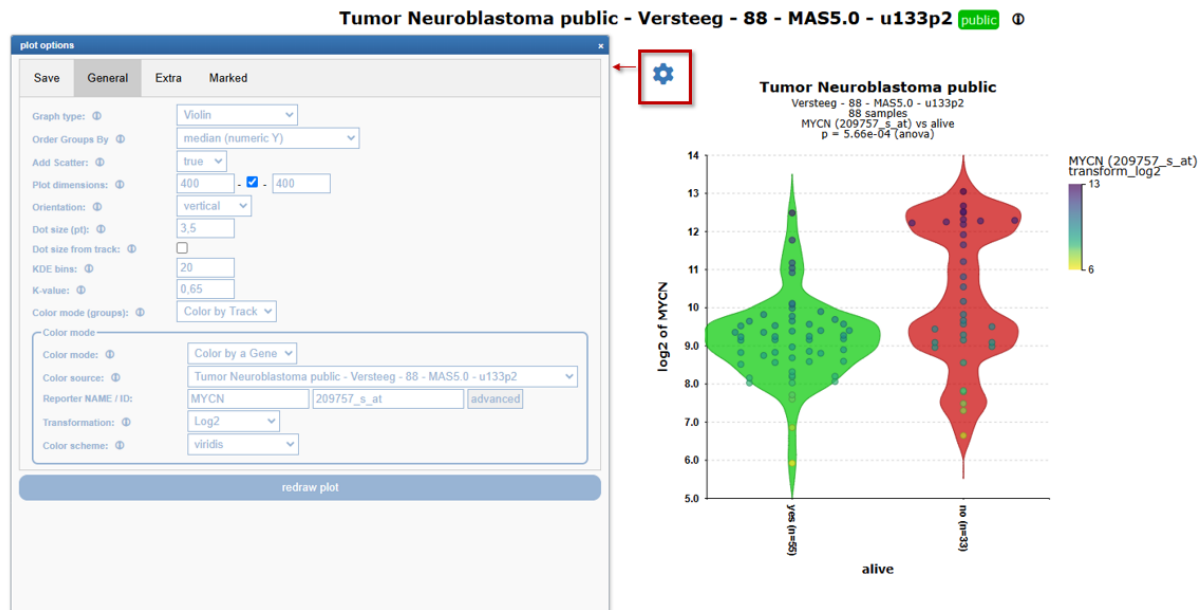 Tumor Neuroblastoma public - Versteeg - 88 - MAS5.0 - u133p2 public
plot options ×
Save General Extra Marked
Graph type: Violin
Order Groups By median (numeric Y)
Add Scatter: true
Plot dimensions: 400 - - 400
Orientation: vertical
Dot size (pt): 3,5
Dot size from track:
KDE bins: 20
K-value: 0,65
Color mode (groups): Color by Track
Color mode
Color mode: Color by a Gene
Color source: Tumor Neuroblastoma public - Versteeg - 88 - MAS5.0 - u133p2
Reporter NAME / ID: MYCN 209757_s_at advanced
Transformation: Log2
Color scheme: viridis
redraw plot
Tumor Neuroblastoma public
Versteeg - 88 - MAS5.0 - u133p2
88 samples
MYCN (209757_s_at) vs alive
p = 5.66e-04 (anova)
14
13
12
11
10
9.0
8.0
7.0
6.0
5.0
log2 of MYCN
yes (n=55)
no (n=33)
alive
MYCN (209757_s_at)
transform_log2
13
6